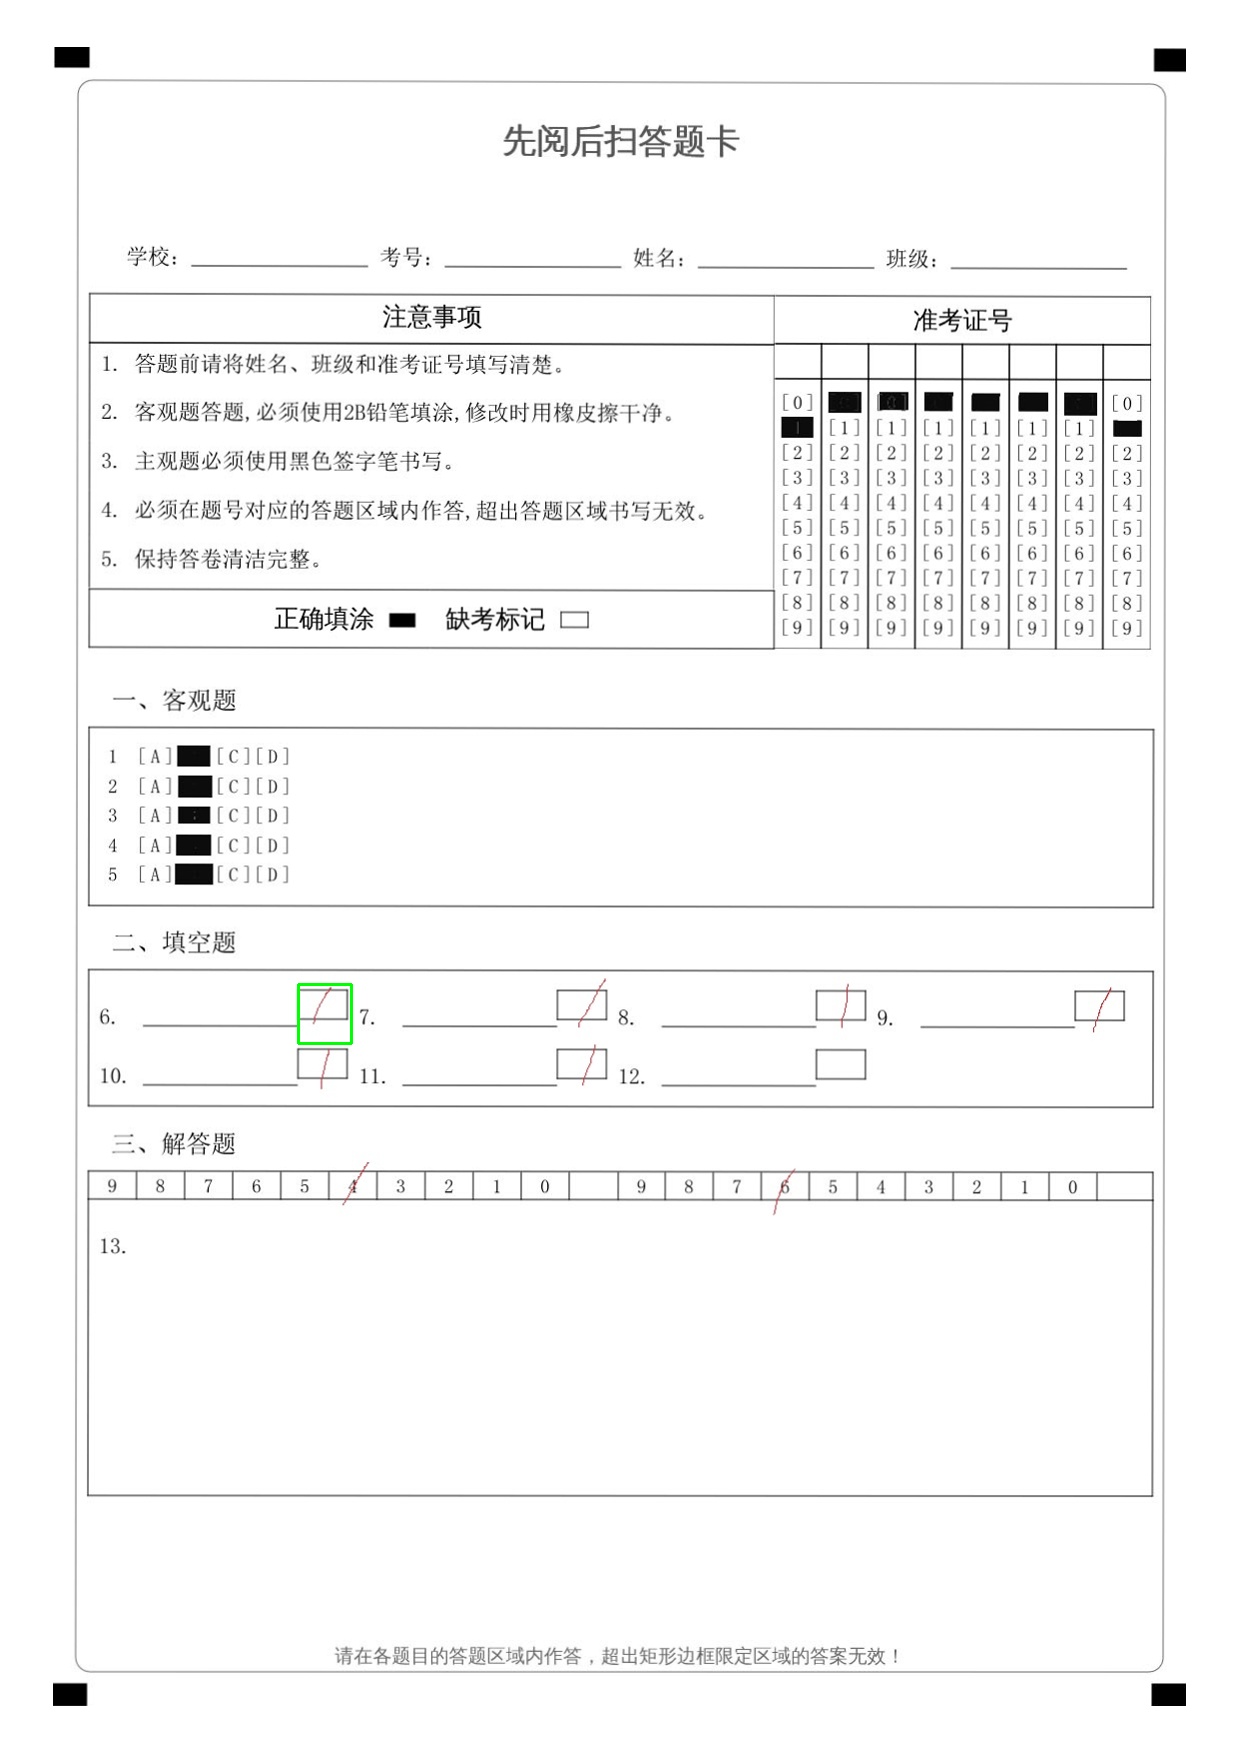 先阅后扫答题卡
学校: 考号: 姓名: 班级:
注意事项 准考证号
1. 答题前请将姓名、班级和准考证号填写清楚。
2. 客观题答题,必须使用2B铅笔填涂,修改时用橡皮擦干净。
3. 主观题必须使用黑色签字笔书写。
4. 必须在题号对应的答题区域内作答,超出答题区域书写无效。
5. 保持答卷清洁完整。
正确填涂 缺考标记
[0] [0]
[1] [1] [1] [1] [1] [1]
[2] [2] [2] [2] [2] [2] [2] [2]
[3] [3] [3] [3] [3] [3] [3] [3]
[4] [4] [4] [4] [4] [4] [4] [4]
[5] [5] [5] [5] [5] [5] [5] [5]
[6] [6] [6] [6] [6] [6] [6] [6]
[7] [7] [7] [7] [7] [7] [7] [7]
[8] [8] [8] [8] [8] [8] [8] [8]
[9] [9] [9] [9] [9] [9] [9] [9]
一、客观题
1 [A] [C][D]
2 [A] [C][D]
3 [A] [C][D]
4 [A] [C][D]
5 [A] [C][D]
二、填空题
6. 7. 8. 9.
10. 11. 12.
三、解答题
9 8 7 6 5 4 3 2 1 0 9 8 7 6 5 4 3 2 1 0
13.
请在各题目的答题区域内作答，超出矩形边框限定区域的答案无效！